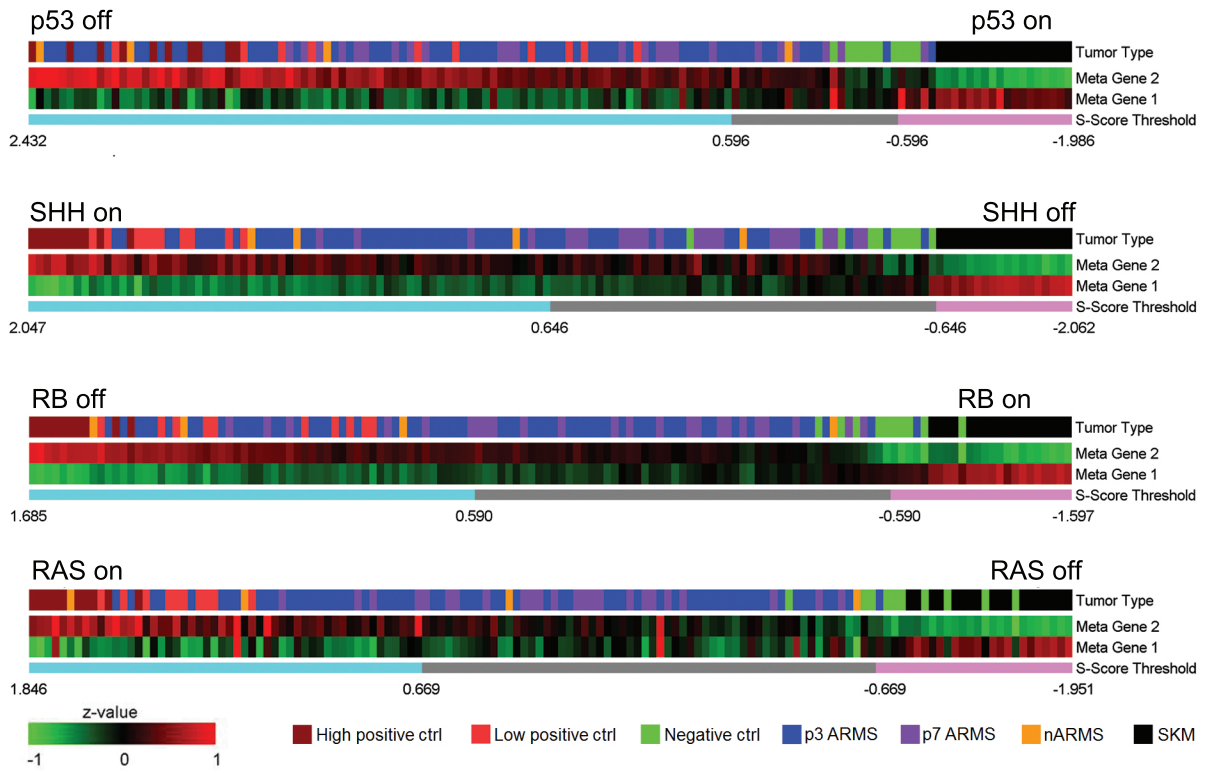 p53 off p53 on
Tumor Type
Meta Gene 2
Meta Gene 1
S-Score Threshold
2.432 0.596 -0.596 -1.986
SHH on SHH off
Tumor Type
Meta Gene 2
Meta Gene 1
S-Score Threshold
2.047 0.646 -0.646 -2.062
RB off RB on
Tumor Type
Meta Gene 2
Meta Gene 1
S-Score Threshold
1.685 0.590 -0.590 -1.597
RAS on RAS off
Tumor Type
Meta Gene 2
Meta Gene 1
S-Score Threshold
1.846 0.669 -0.669 -1.951
z-value
-1 0 1
High positive ctrl Low positive ctrl Negative ctrl p3 ARMS p7 ARMS nARMS SKM